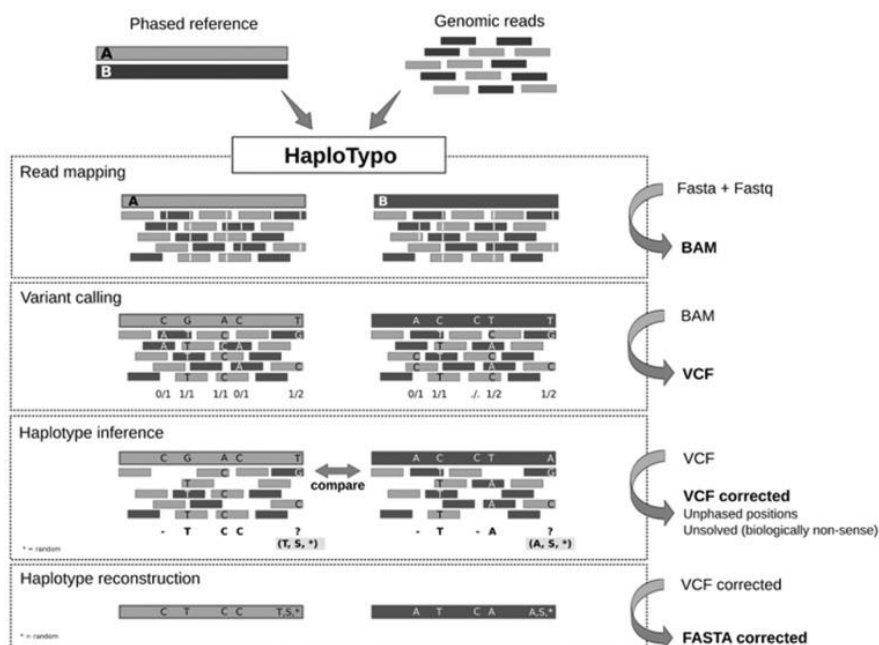 Phased reference
Genomic reads
A
B
HaploTypo
Read mapping
A
B
Fasta + Fastq
BAM
Variant calling
C G A C T
A T C G
A T C A
T C
A C
T C
0/1 1/1 1/1 0/1 1/2
A C C T T
T C G
T A
C T C
C A C
T C
0/1 1/1 ./. 1/2 1/2
BAM
VCF
Haplotype inference
C G A C T
C G
T
T C
C C
T C
- T C C ?
(T, S, *)
* = random
compare
A C C T A
T G
T A
T
A C
T
- T - A ?
(A, S, *)
VCF
VCF corrected
Unphased positions
Unsolved (biologically non-sense)
Haplotype reconstruction
C T C C T,S,*
A T C A A,S,*
* = random
VCF corrected
FASTA corrected